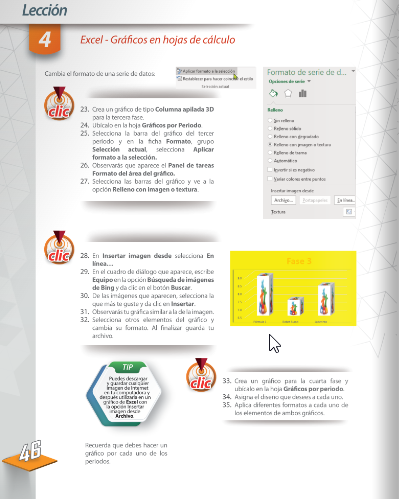 Lección
4
Excel - Gráficos en hojas de cálculo
Cambia el formato de una serie de datos:
Aplicar formato a la selección
Restablecer para hacer coincidir el estilo
Selección actual
clic
23. Crea un gráfico de tipo Columna apilada 3D
para la tercera fase.
24. Ubícalo en la hoja Gráficos por Periodo
25. Selecciona la barra del gráfico del tercer
periodo y en la ficha Formato, grupo
Selección actual, selecciona Aplicar
formato a la selección.
26. Observarás que aparece el Panel de tareas
Formato del área del gráfico.
27. Selecciona las barras del gráfico y ve a la
opción Relleno con Imagen o textura.
Formato de serie de d...
Opciones de serie
Relleno
Sin relleno
Relleno sólido
Relleno con degradado
Relleno con imagen o textura
Relleno de trama
Automático
Invertir si es negativo
Variar colores entre puntos
Insertar imagen desde
Archivo...
Portapapeles
En línea...
Textura
clic
28. En Insertar imagen desde selecciona En
línea...
29. En el cuadro de diálogo que aparece, escribe
Equipo en la opción Búsqueda de imágenes
de Bing y da clic en el botón Buscar.
30. De las imágenes que aparecen, selecciona la
que más te guste y da clic en Insertar.
31. Observarás tu gráfica similar a la de la imagen.
32. Selecciona otros elementos del gráfico y
cambia su formato. Al finalizar guarda tu
archivo.
Fase 3
TIP
Puedes descargar
y guardar cualquier
imagen de Internet
en tu computadora y
después utilizarla en un
gráfico de Excel con
la opción Insertar
imagen desde
Archivo.
clic
33. Crea un gráfico para la cuarta fase y
ubícalo en la hoja Gráficos por periodo.
34. Asigna el diseño que desees a cada uno.
35. Aplica diferentes formatos a cada uno de
los elementos de ambos gráficos.
Recuerda que debes hacer un
gráfico por cada uno de los
periodos
46